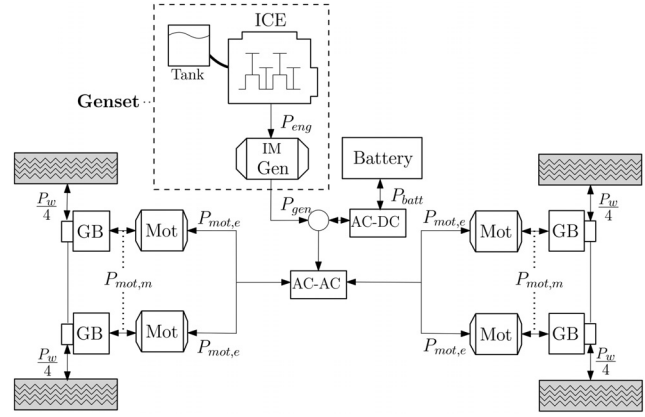 ICE
Tank
Genset
P_eng
IM
Gen
Battery
P_w/4
P_w/4
P_gen
P_batt
GB
Mot
P_mot,e
AC-DC
P_mot,e
Mot
GB
P_mot,m
AC-AC
P_mot,m
GB
Mot
P_mot,e
P_mot,e
Mot
GB
P_w/4
P_w/4